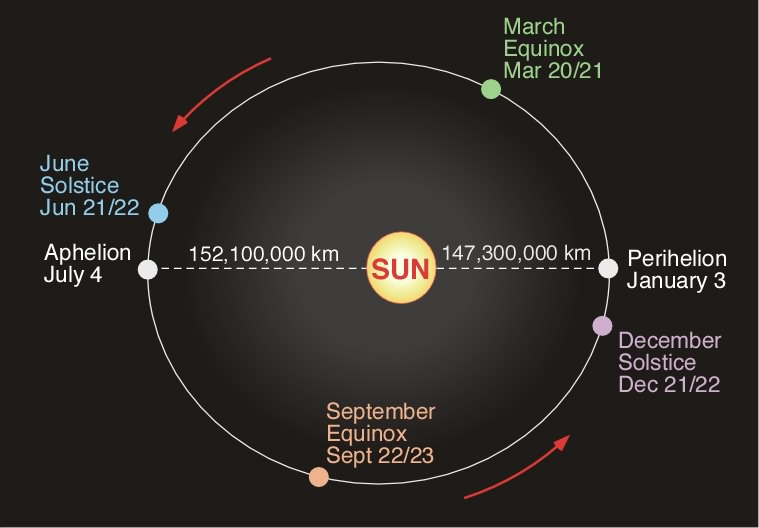 March
Equinox
Mar 20/21
June
Solstice
Jun 21/22
Aphelion
July 4
152,100,000 km
SUN
147,300,000 km
Perihelion
January 3
December
Solstice
Dec 21/22
September
Equinox
Sept 22/23